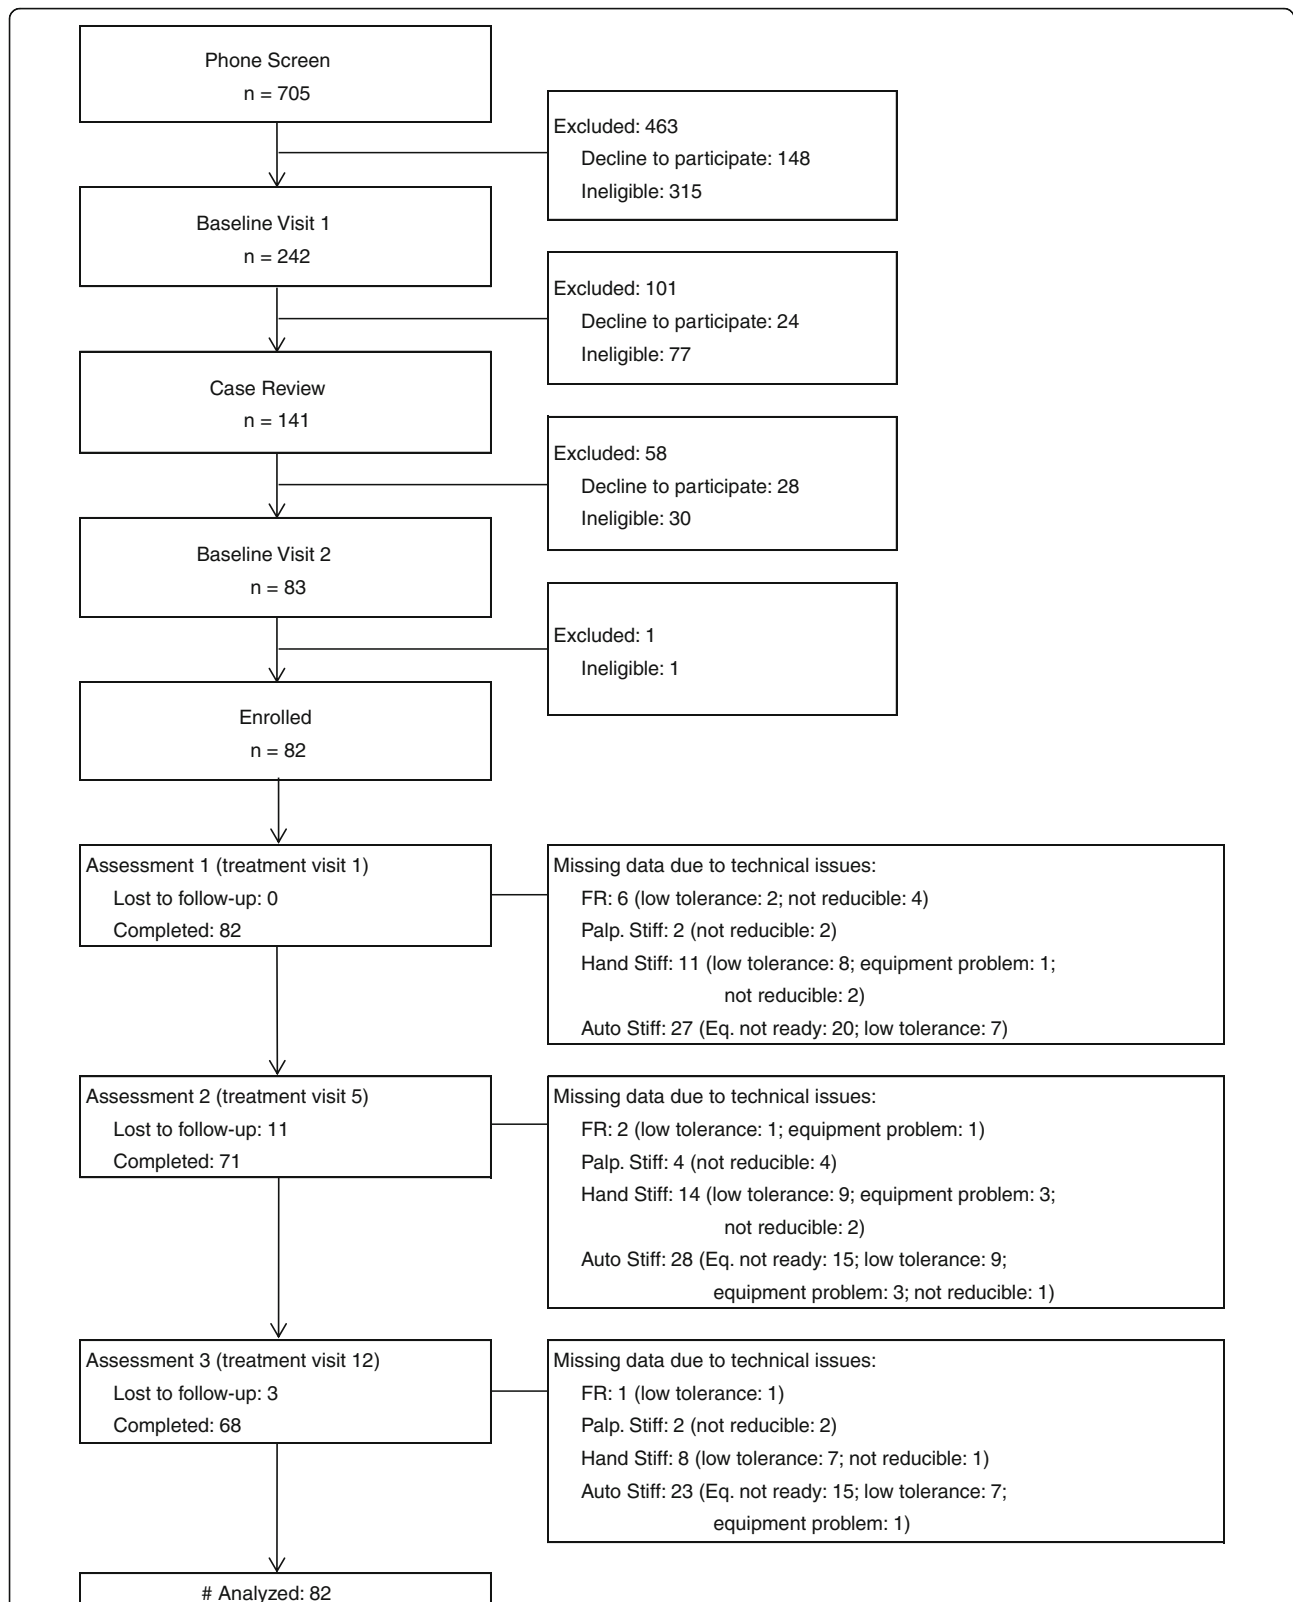 Phone Screen
n = 705
Excluded: 463
Decline to participate: 148
Ineligible: 315
Baseline Visit 1
n = 242
Excluded: 101
Decline to participate: 24
Ineligible: 77
Case Review
n = 141
Excluded: 58
Decline to participate: 28
Ineligible: 30
Baseline Visit 2
n = 83
Excluded: 1
Ineligible: 1
Enrolled
n = 82
Assessment 1 (treatment visit 1)
Lost to follow-up: 0
Completed: 82
Missing data due to technical issues:
FR: 6 (low tolerance: 2; not reducible: 4)
Palp. Stiff: 2 (not reducible: 2)
Hand Stiff: 11 (low tolerance: 8; equipment problem: 1;
not reducible: 2)
Auto Stiff: 27 (Eq. not ready: 20; low tolerance: 7)
Assessment 2 (treatment visit 5)
Lost to follow-up: 11
Completed: 71
Missing data due to technical issues:
FR: 2 (low tolerance: 1; equipment problem: 1)
Palp. Stiff: 4 (not reducible: 4)
Hand Stiff: 14 (low tolerance: 9; equipment problem: 3;
not reducible: 2)
Auto Stiff: 28 (Eq. not ready: 15; low tolerance: 9;
equipment problem: 3; not reducible: 1)
Assessment 3 (treatment visit 12)
Lost to follow-up: 3
Completed: 68
Missing data due to technical issues:
FR: 1 (low tolerance: 1)
Palp. Stiff: 2 (not reducible: 2)
Hand Stiff: 8 (low tolerance: 7; not reducible: 1)
Auto Stiff: 23 (Eq. not ready: 15; low tolerance: 7;
equipment problem: 1)
# Analyzed: 82